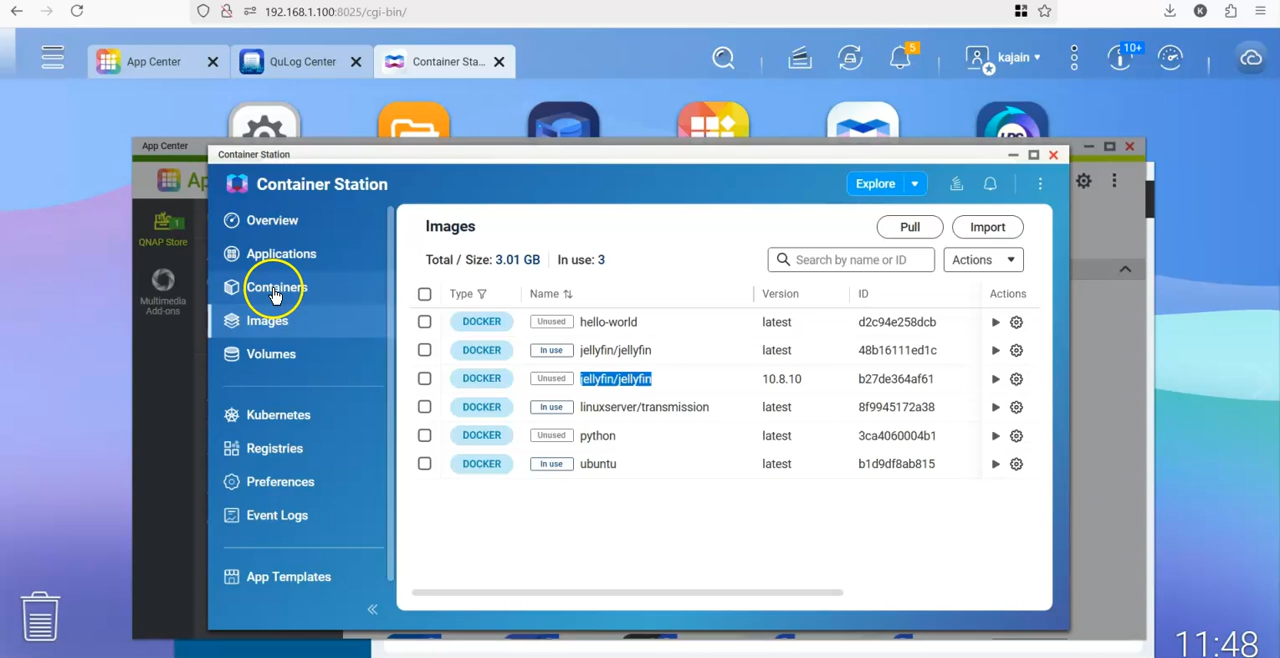 192.168.1.100:8025/cgi-bin/
App Center
QuLog Center
Container Sta...
5
kajain
10+
App Center
Container Station
QNAP Store
1
Multimedia
Add-ons
Container Station
Explore
Overview
Applications
Containers
Images
Volumes
Kubernetes
Registries
Preferences
Event Logs
App Templates
Images
Pull
Import
Total / Size: 3.01 GB
In use: 3
Search by name or ID
Actions
Type
Name
Version
ID
Actions
DOCKER Unused hello-world latest d2c94e258dcb
DOCKER In use jellyfin/jellyfin latest 48b16111ed1c
DOCKER Unused jellyfin/jellyfin 10.8.10 b27de364af61
DOCKER In use linuxserver/transmission latest 8f9945172a38
DOCKER Unused python latest 3ca4060004b1
DOCKER In use ubuntu latest b1d9df8ab815
11:48